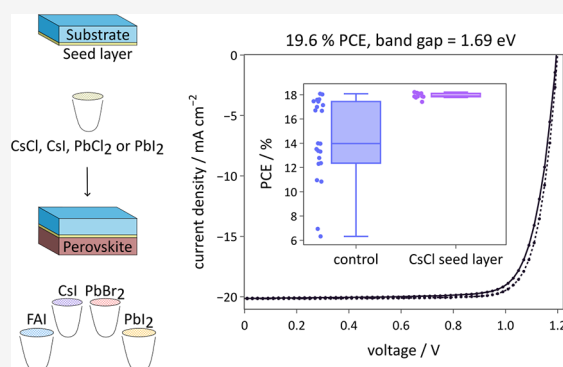 Substrate
Seed layer
CsCl, CsI, PbCl2 or PbI2
Perovskite
CsI PbBr2
FAI PbI2
19.6 % PCE, band gap = 1.69 eV
current density / mA cm−2
0
−5
−10
−15
−20
0 0.2 0.4 0.6 0.8 1.0 1.2
voltage / V
PCE / %
18
16
14
12
10
8
6
control CsCl seed layer